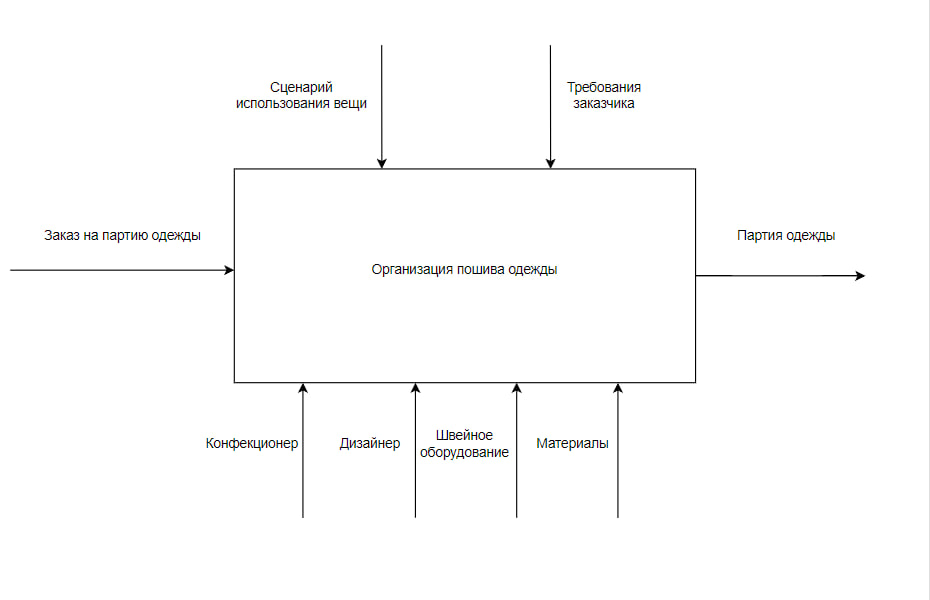 Сценарий
использования вещи
Требования
заказчика
Заказ на партию одежды
Партия одежды
Организация пошива одежды
Конфекционер
Дизайнер
Швейное
оборудование
Материалы